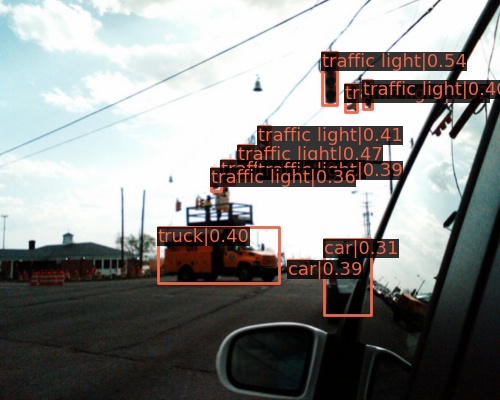 traffic light|0.54
traffic light|0.40
traffic light|0.41
traffic light|0.47
traffic light|0.39
traffic light|0.36
truck|0.40
car|0.31
car|0.39